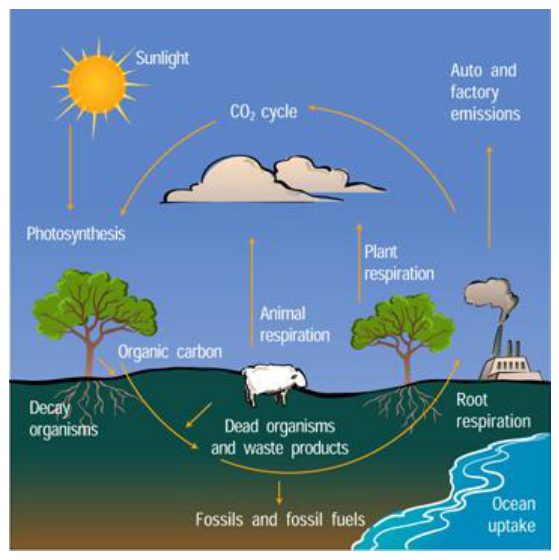 Sunlight
Auto and
factory
emissions
CO₂ cycle
Photosynthesis
Plant
respiration
Animal
respiration
Organic carbon
Decay
organisms
Dead organisms
and waste products
Root
respiration
Fossils and fossil fuels
Ocean
uptake